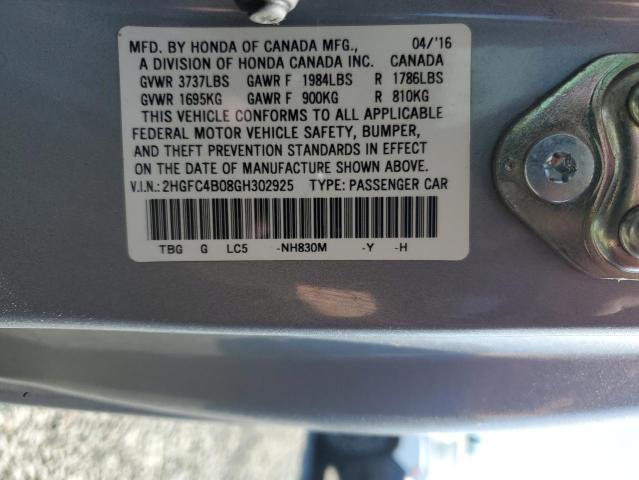 MFD. BY HONDA OF CANADA MFG., 04/'16
A DIVISION OF HONDA CANADA INC. CANADA
GVWR 3737LBS GAWR F 1984LBS R 1786LBS
GVWR 1695KG GAWR F 900KG R 810KG
THIS VEHICLE CONFORMS TO ALL APPLICABLE
FEDERAL MOTOR VEHICLE SAFETY, BUMPER,
AND THEFT PREVENTION STANDARDS IN EFFECT
ON THE DATE OF MANUFACTURE SHOWN ABOVE.
V.I.N.: 2HGFC4B08GH302925 TYPE: PASSENGER CAR
TBG G LC5 -NH830M -Y -H